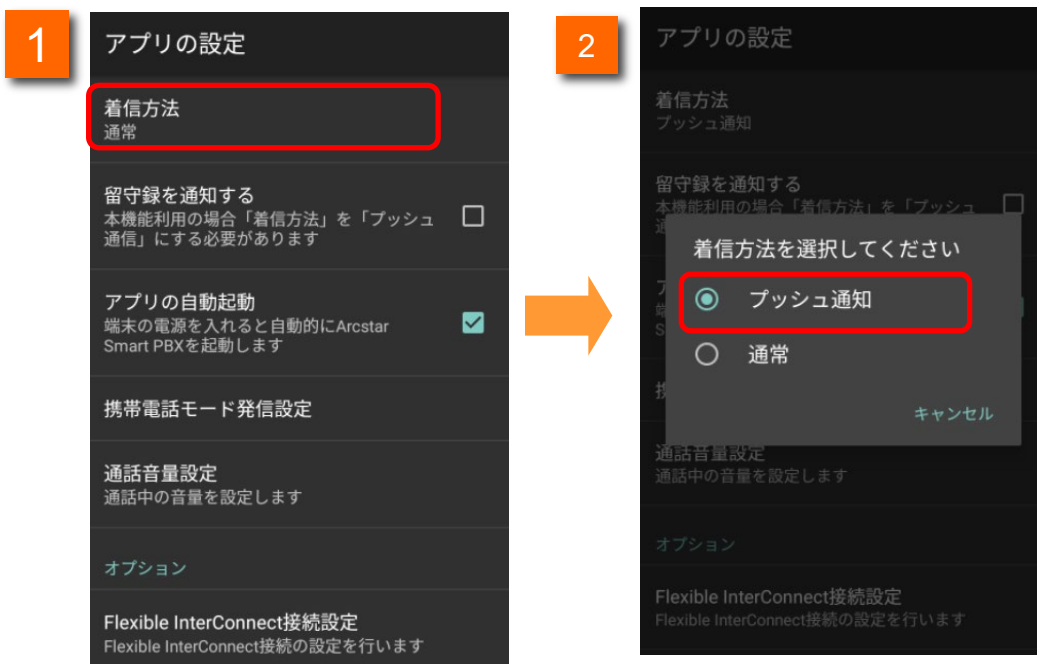 1
アプリの設定
着信方法
通常
留守録を通知する
本機能利用の場合「着信方法」を「プッシュ
通信」にする必要があります
アプリの自動起動
端末の電源を入れると自動的にArcstar
Smart PBXを起動します
携帯電話モード発信設定
通話音量設定
通話中の音量を設定します
オプション
Flexible InterConnect接続設定
Flexible InterConnect接続の設定を行います
2
アプリの設定
着信方法
プッシュ通知
留守録を通知する
本機能利用の場合「着信方法」を「プッシュ
着信方法を選択してください
プッシュ通知
通常
キャンセル
通話音量設定
通話中の音量を設定します
オプション
Flexible InterConnect接続設定
Flexible InterConnect接続の設定を行います